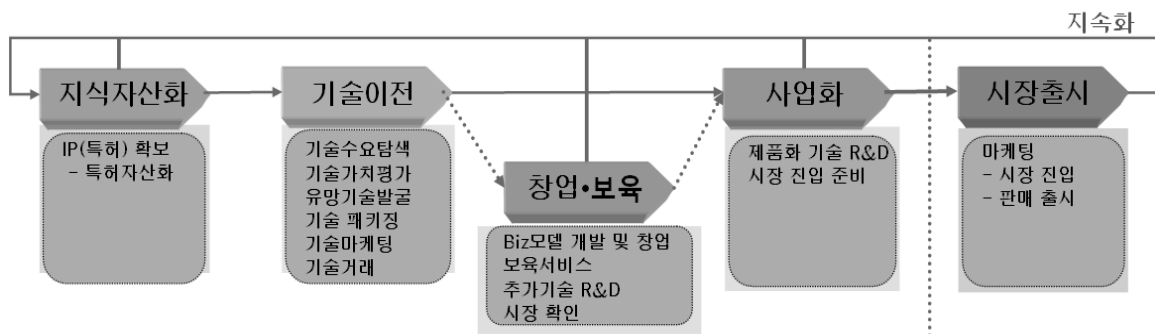 지속화
지식자산화
IP(특허) 확보
- 특허자산화
기술이전
기술수요탐색
기술가치평가
유망기술발굴
기술 패키징
기술마케팅
기술거래
창업•보육
Biz모델 개발 및 창업
보육서비스
추가기술 R&D
시장 확인
사업화
제품화 기술 R&D
시장 진입 준비
시장출시
마케팅
- 시장 진입
- 판매 출시